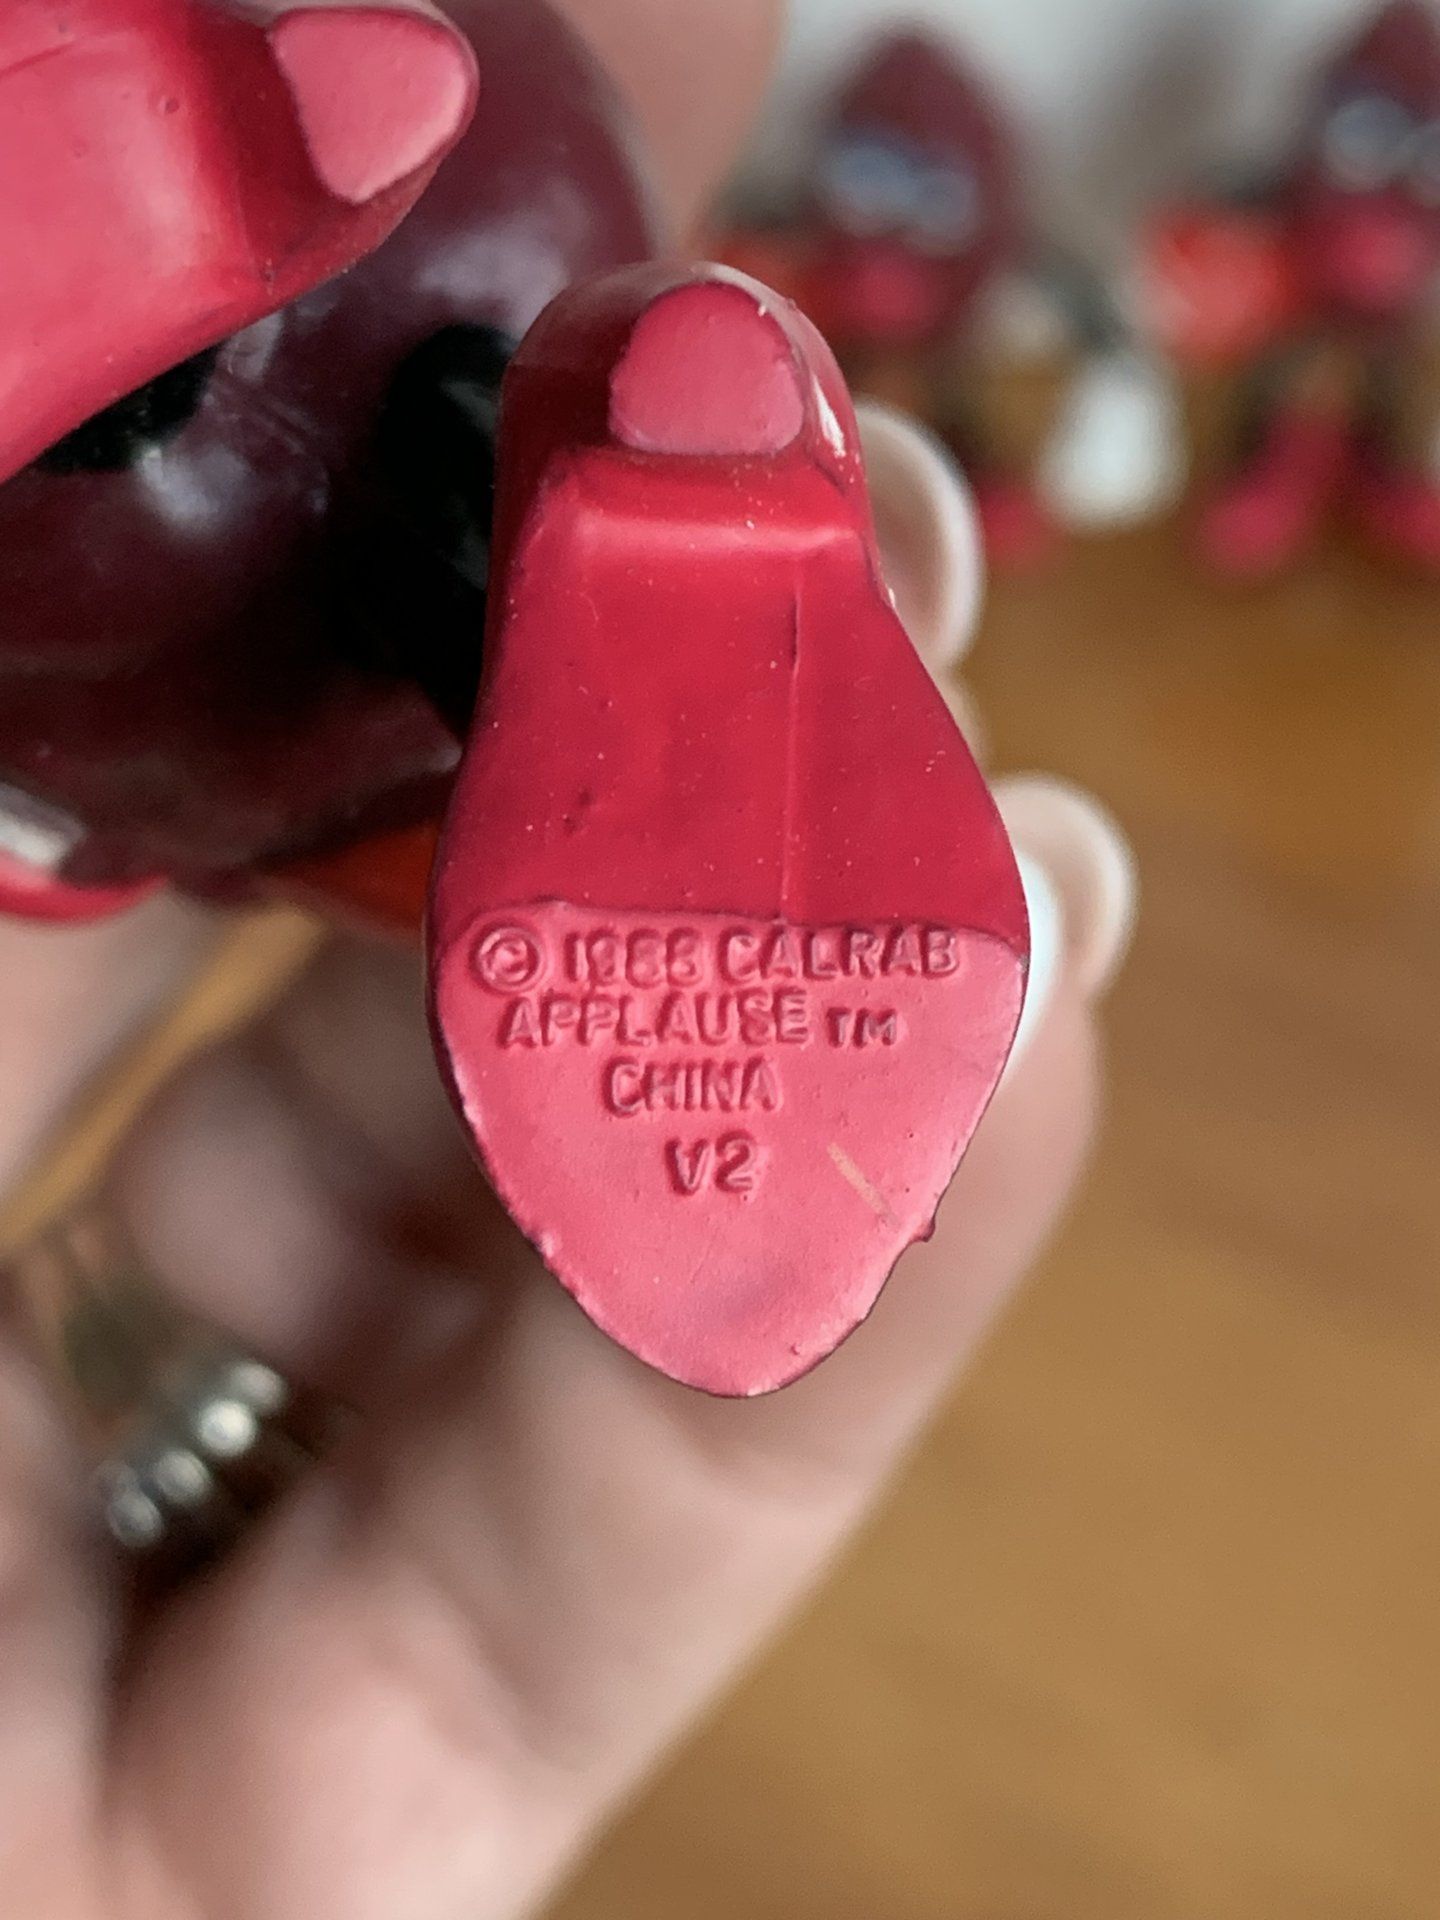 © 1988 CALRAB
APPLAUSE TM
CHINA
V2